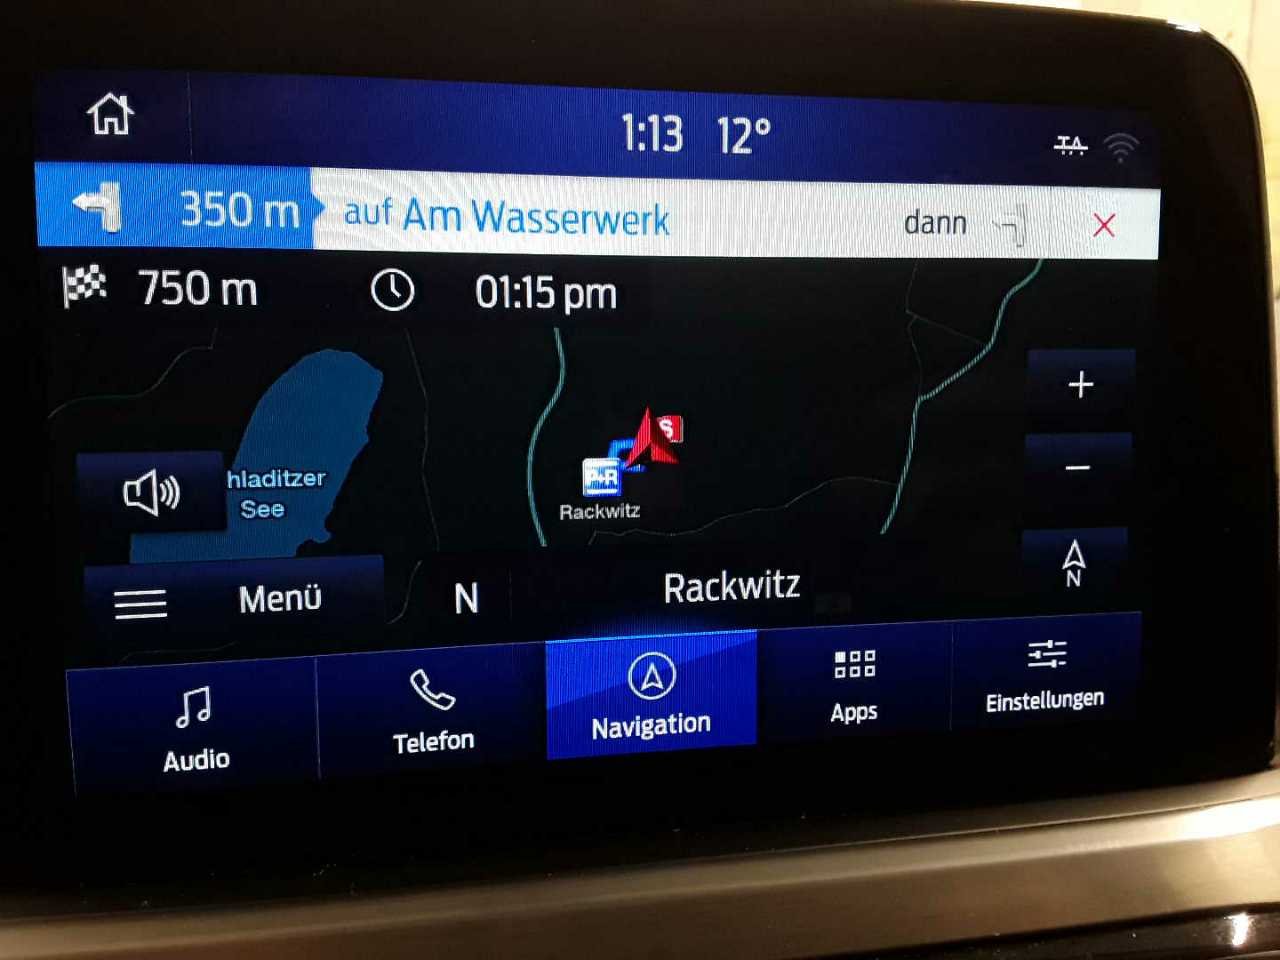 1:13 12°
TA
350 m auf Am Wasserwerk dann
750 m 01:15 pm
S
hladitzer
See
P+R
Rackwitz
N
Menü N Rackwitz
Audio Telefon Navigation Apps Einstellungen